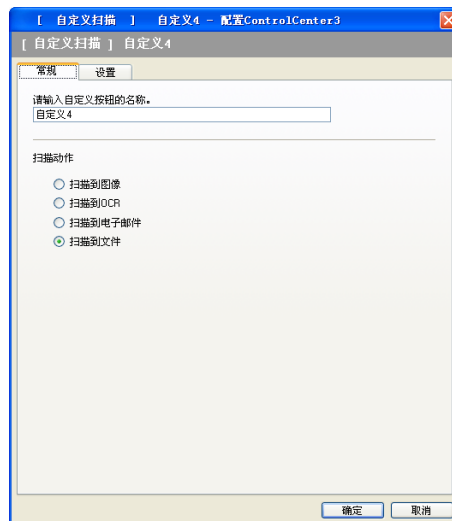 [ 自定义扫描 ] 自定义4 - 配置ControlCenter3
[ 自定义扫描 ] 自定义4
常规 设置
请输入自定义按钮的名称。
自定义4
扫描动作
扫描到图像
扫描到OCR
扫描到电子邮件
扫描到文件
确定 取消